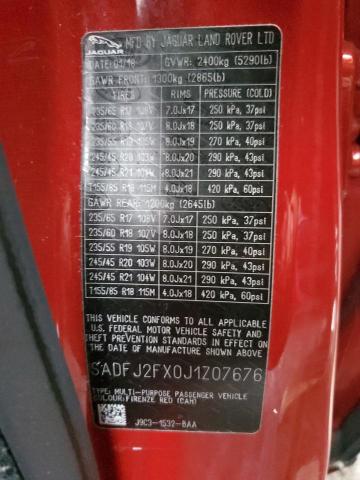 JAGUAR
MFD BY JAGUAR LAND ROVER LTD
DATE:01/18 GVWR: 2400kg (5290lb)
GAWR FRONT: 1300kg (2865lb)
TIRES RIMS PRESSURE (COLD)
235/65 R17 108V 7.0Jx17 250 kPa, 37psi
235/60 R18 107V 8.0Jx18 250 kPa, 37psi
235/55 R19 105W 8.0Jx19 270 kPa, 40psi
245/45 R20 103W 8.0Jx20 290 kPa, 43psi
245/45 R21 104W 8.0Jx21 290 kPa, 43psi
T155/85 R18 115M 4.0Jx18 420 kPa, 60psi
GAWR REAR: 1200kg (2645lb)
235/65 R17 108V 7.0Jx17 250 kPa, 37psi
235/60 R18 107V 8.0Jx18 250 kPa, 37psi
235/55 R19 105W 8.0Jx19 270 kPa, 40psi
245/45 R20 103W 8.0Jx20 290 kPa, 43psi
245/45 R21 104W 8.0Jx21 290 kPa, 43psi
T155/85 R18 115M 4.0Jx18 420 kPa, 60psi
THIS VEHICLE CONFORMS TO ALL APPLICABLE
U.S. FEDERAL MOTOR VEHICLE SAFETY, BUMPER, AND
THEFT PREVENTION STANDARDS IN EFFECT ON THE
DATE OF MANUFACTURE SHOWN ABOVE.
SADFJ2FX0J1Z07676
TYPE: MULTI-PURPOSE PASSENGER VEHICLE
COLOUR:FIRENZE RED (CAH)
J9C3-1532-BAA